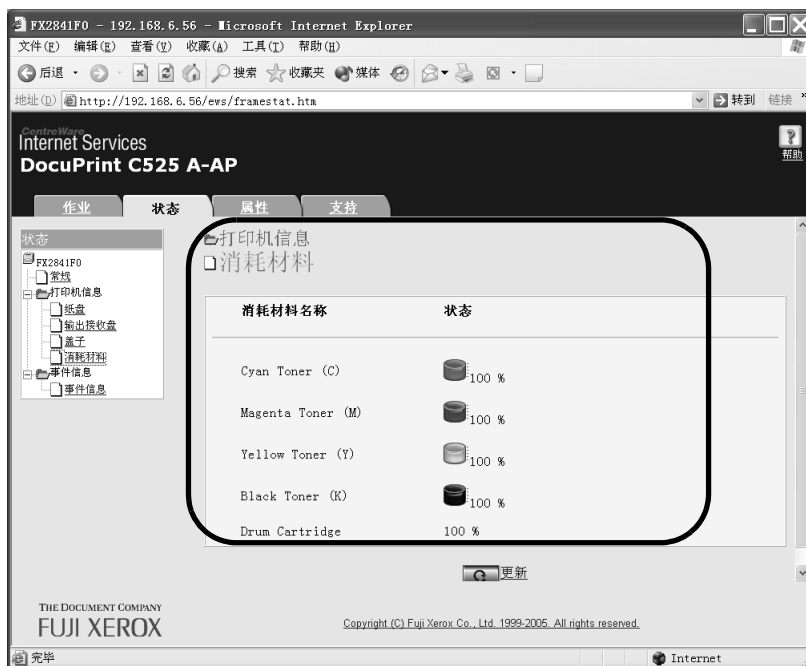 FX2841F0 - 192.168.6.56 - Microsoft Internet Explorer
文件(F) 编辑(E) 查看(V) 收藏(A) 工具(T) 帮助(H)
后退 搜索 收藏夹 媒体
地址(D) http://192.168.6.56/ews/framestat.htm 转到 链接 »
CentreWare
Internet Services
DocuPrint C525 A-AP
? 帮助
作业 状态 属性 支持
状态
FX2841F0
常规
打印机信息
纸盘
输出接收盘
盖子
消耗材料
事件信息
事件信息
打印机信息
消耗材料
消耗材料名称 状态
Cyan Toner (C) 100 %
Magenta Toner (M) 100 %
Yellow Toner (Y) 100 %
Black Toner (K) 100 %
Drum Cartridge 100 %
更新
THE DOCUMENT COMPANY
FUJI XEROX
Copyright (C) Fuji Xerox Co., Ltd. 1999-2005. All rights reserved.
完毕 Internet